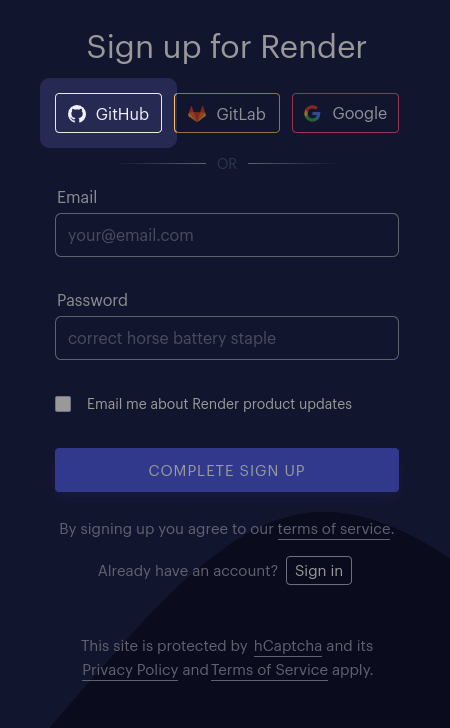 Sign up for Render
GitHub GitLab Google
OR
Email
your@email.com
Password
correct horse battery staple
Email me about Render product updates
COMPLETE SIGN UP
By signing up you agree to our terms of service.
Already have an account? Sign in
This site is protected by hCaptcha and its
Privacy Policy and Terms of Service apply.